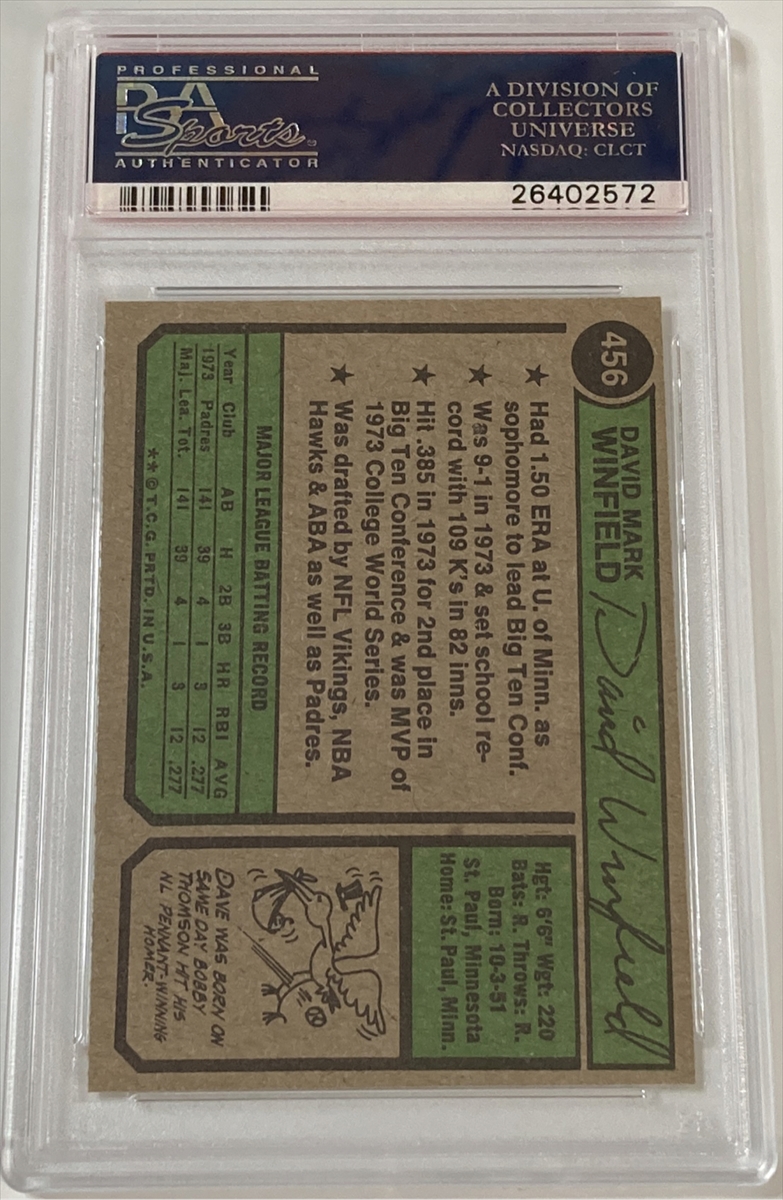 PROFESSIONAL
PSA
Sports
AUTHENTICATOR
A DIVISION OF
COLLECTORS
UNIVERSE
NASDAQ: CLCT
26402572
456
DAVID MARK
WINFIELD
David Winfield
★ Had 1.50 ERA at U. of Minn. as
sophomore to lead Big Ten Conf.
★ Was 9-1 in 1973 & set school re-
cord with 109 K's in 82 inns.
★ Hit .385 in 1973 for 2nd place in
Big Ten Conference & was MVP of
1973 College World Series.
★ Was drafted by NFL Vikings, NBA
Hawks & ABA as well as Padres.
MAJOR LEAGUE BATTING RECORD
Year Club AB H 2B 3B HR RBI AVG
1973 Padres 141 39 4 1 3 12 .277
Maj. Lea. Tot. 141 39 4 1 3 12 .277
★★ © T.C.G. PRTD. IN U.S.A.
Hgt: 6'6" Wgt: 220
Bats: R. Throws: R.
Born: 10-3-51
St. Paul, Minnesota
Home: St. Paul, Minn.
DAVE WAS BORN ON
SAME DAY BOBBY
THOMSON HIT HIS
NL PENNANT-WINNING
HOMER.